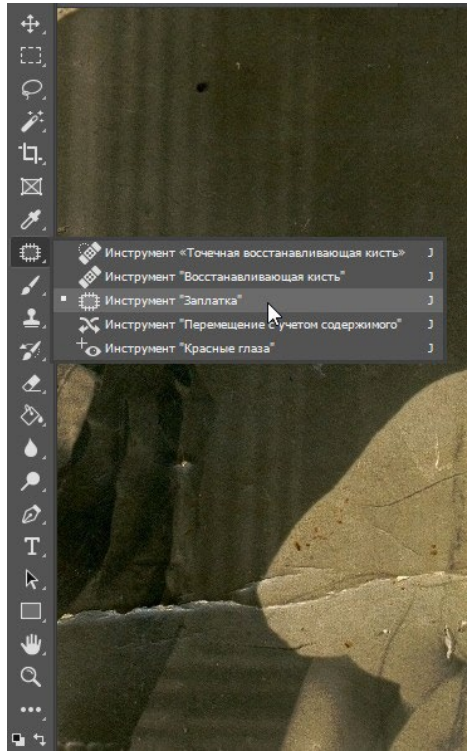 Инструмент «Точечная восстанавливающая кисть» J
Инструмент "Восстанавливающая кисть" J
Инструмент "Заплатка" J
Инструмент "Перемещение с учетом содержимого" J
Инструмент "Красные глаза" J